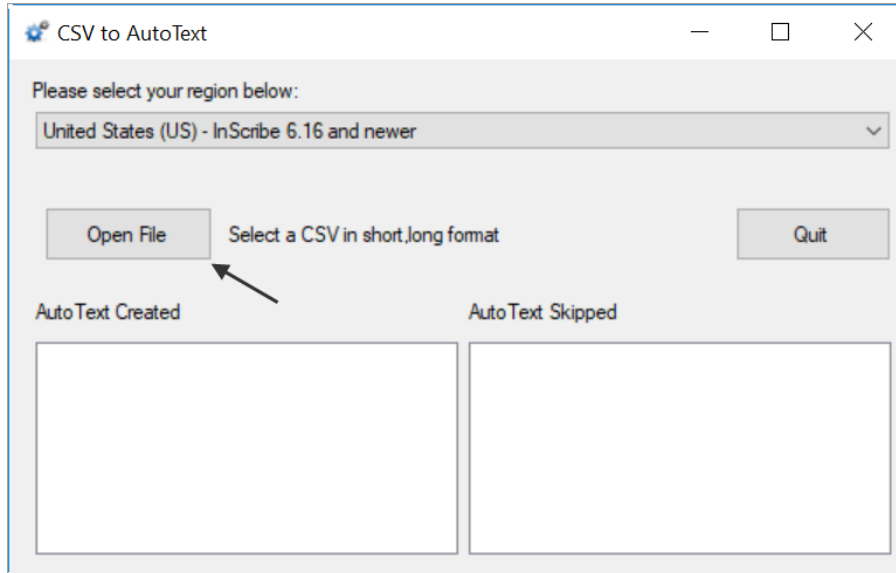 CSV to AutoText
Please select your region below:
United States (US) - InScribe 6.16 and newer
Open File Select a CSV in short,long format Quit
AutoText Created AutoText Skipped